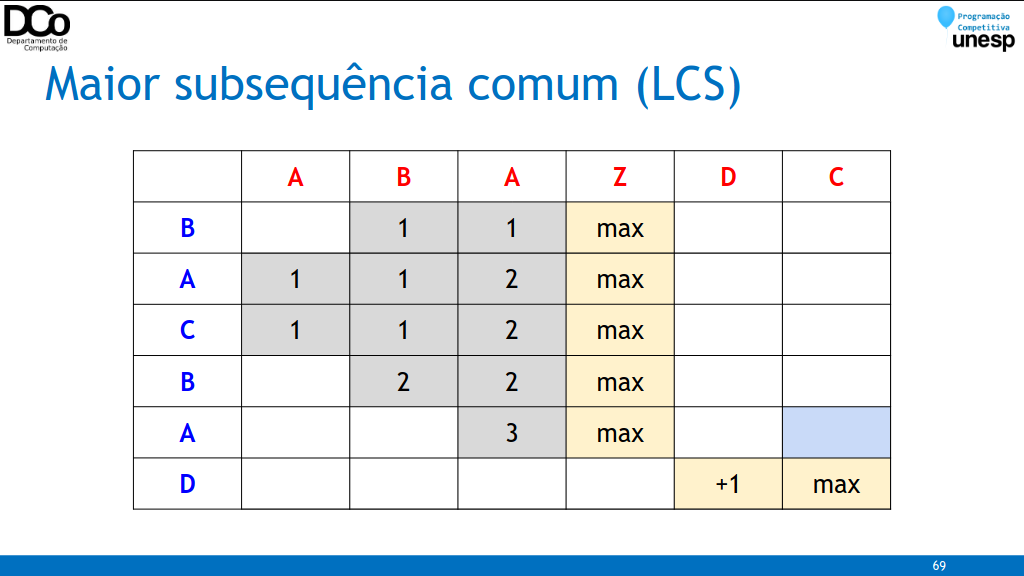 DCo
Departamento de
Computação
Programação
Competitiva
unesp
Maior subsequência comum (LCS)
A B A Z D C
B 1 1 max
A 1 1 2 max
C 1 1 2 max
B 2 2 max
A 3 max
D +1 max
69